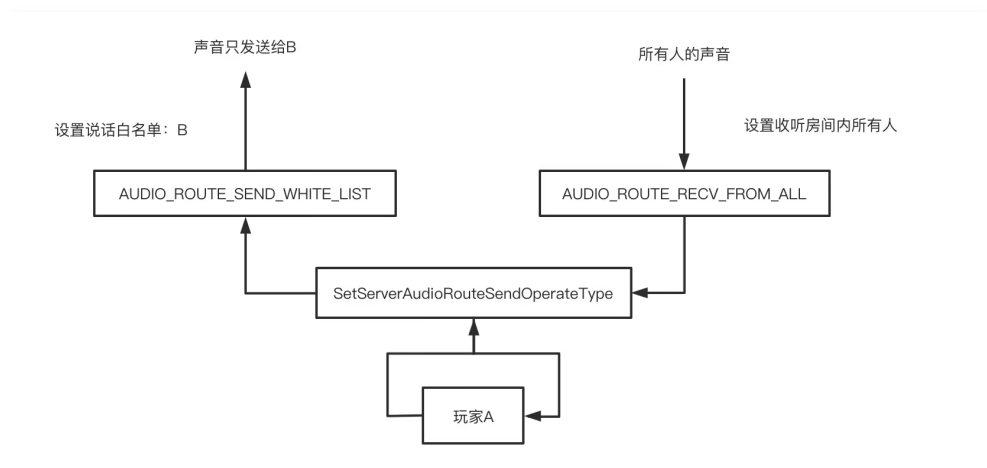 声音只发送给B
所有人的声音
设置说话白名单：B
设置收听房间内所有人
AUDIO_ROUTE_SEND_WHITE_LIST
AUDIO_ROUTE_RECV_FROM_ALL
SetServerAudioRouteSendOperateType
玩家A